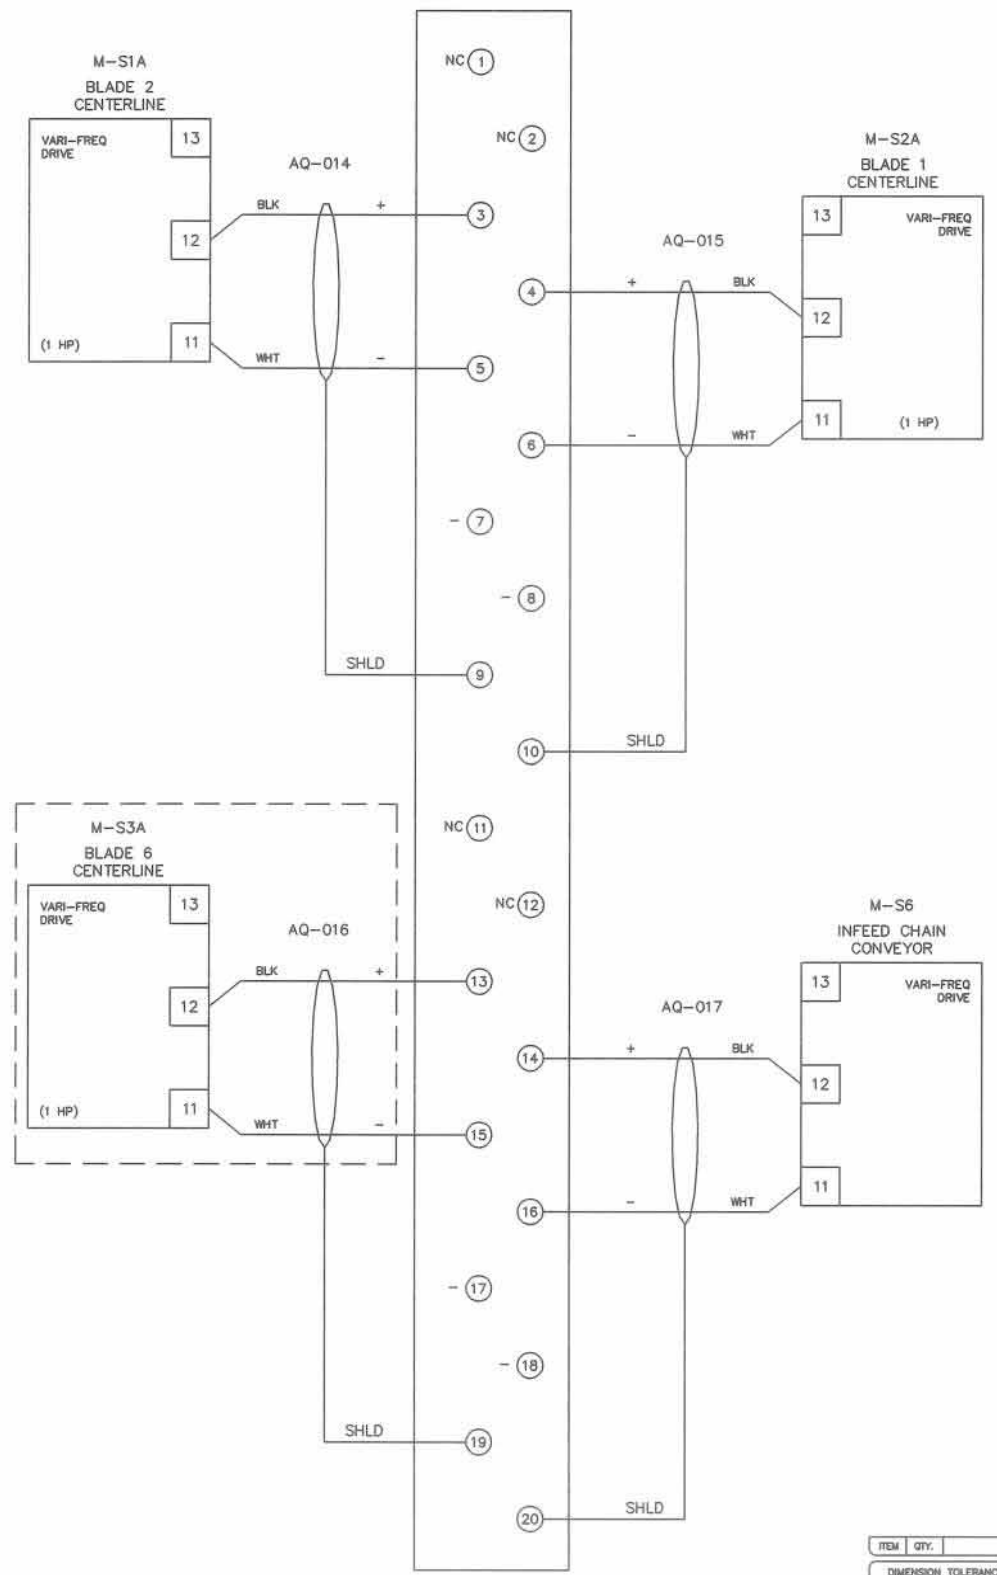 M-S1A
BLADE 2
CENTERLINE
VARI-FREQ
DRIVE
13
12
11
(1 HP)
AQ-014
BLK
+
WHT
-
SHLD
NC 1
NC 2
3
4
5
6
- 7
- 8
9
10
NC 11
NC 12
13
14
15
16
- 17
- 18
19
20
M-S2A
BLADE 1
CENTERLINE
13
VARI-FREQ
DRIVE
12
11
(1 HP)
AQ-015
+
BLK
-
WHT
SHLD
M-S3A
BLADE 6
CENTERLINE
VARI-FREQ
DRIVE
13
12
11
(1 HP)
AQ-016
BLK
+
WHT
-
SHLD
M-S6
INFEED CHAIN
CONVEYOR
13
VARI-FREQ
DRIVE
12
11
AQ-017
+
BLK
-
WHT
SHLD
ITEM QTY.
DIMENSION TOLERANC